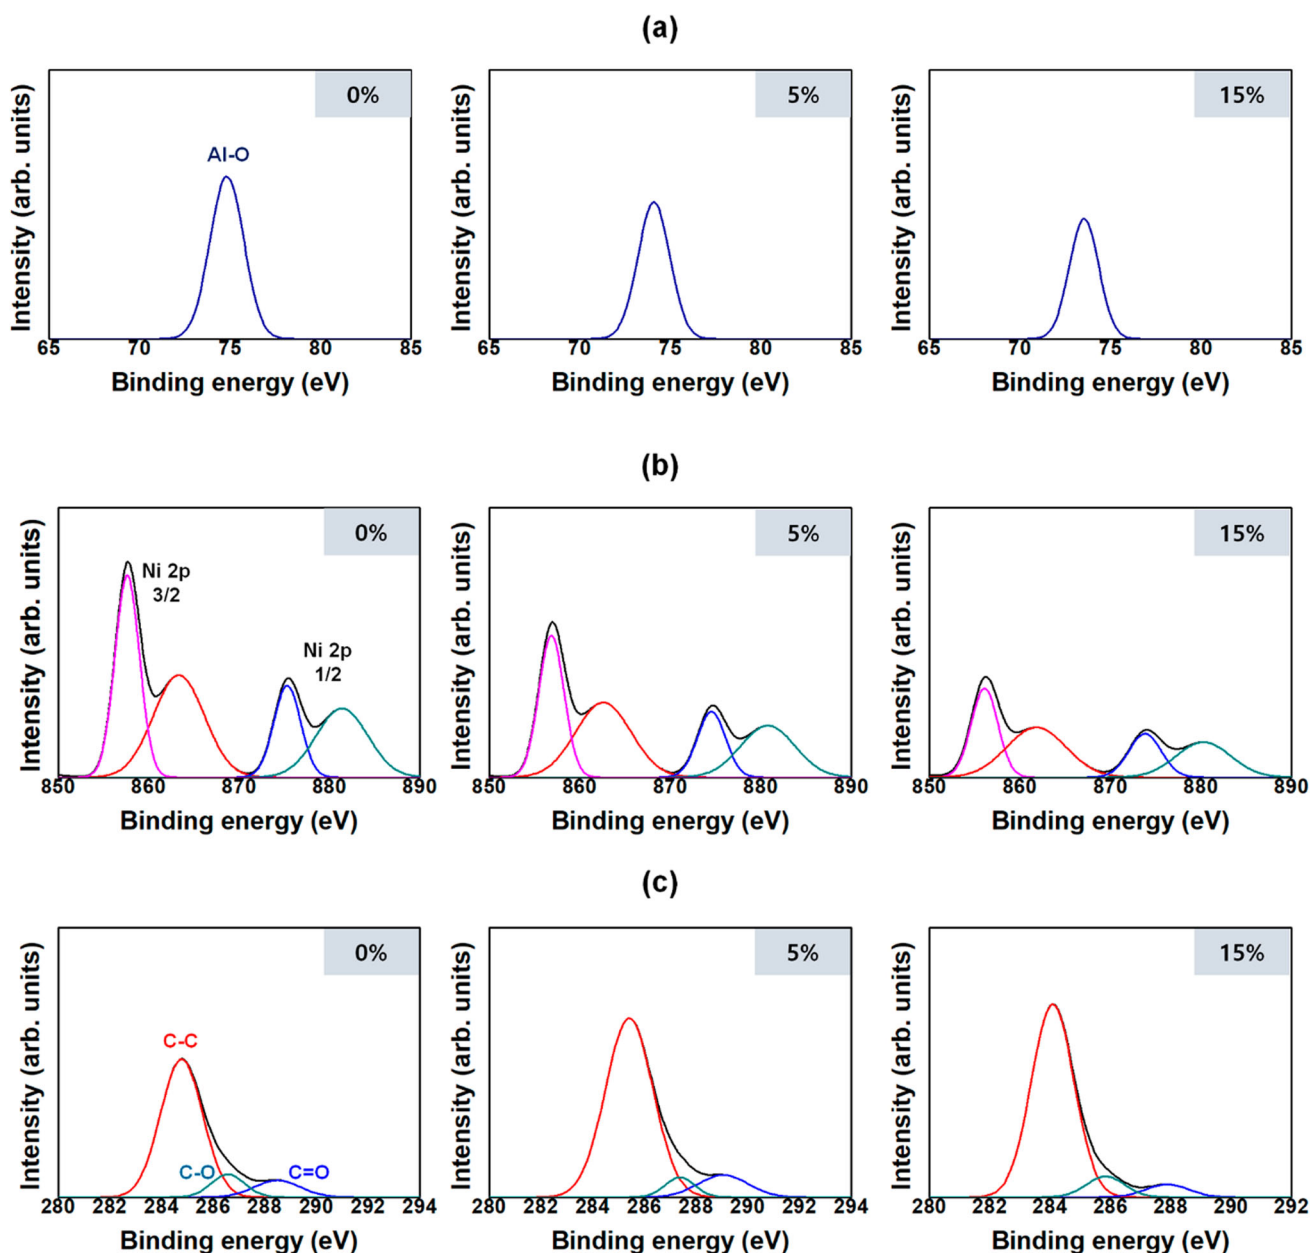 (a)
0%
5%
15%
Al-O
Intensity (arb. units)
Intensity (arb. units)
Intensity (arb. units)
65 70 75 80 85
65 70 75 80 85
65 70 75 80 85
Binding energy (eV)
Binding energy (eV)
Binding energy (eV)
(b)
0%
5%
15%
Ni 2p
3/2
Ni 2p
1/2
Intensity (arb. units)
Intensity (arb. units)
Intensity (arb. units)
850 860 870 880 890
850 860 870 880 890
850 860 870 880 890
Binding energy (eV)
Binding energy (eV)
Binding energy (eV)
(c)
0%
5%
15%
C-C
C-O
C=O
Intensity (arb. units)
Intensity (arb. units)
Intensity (arb. units)
280 282 284 286 288 290 292 294
280 282 284 286 288 290 292 294
280 282 284 286 288 290 292
Binding energy (eV)
Binding energy (eV)
Binding energy (eV)